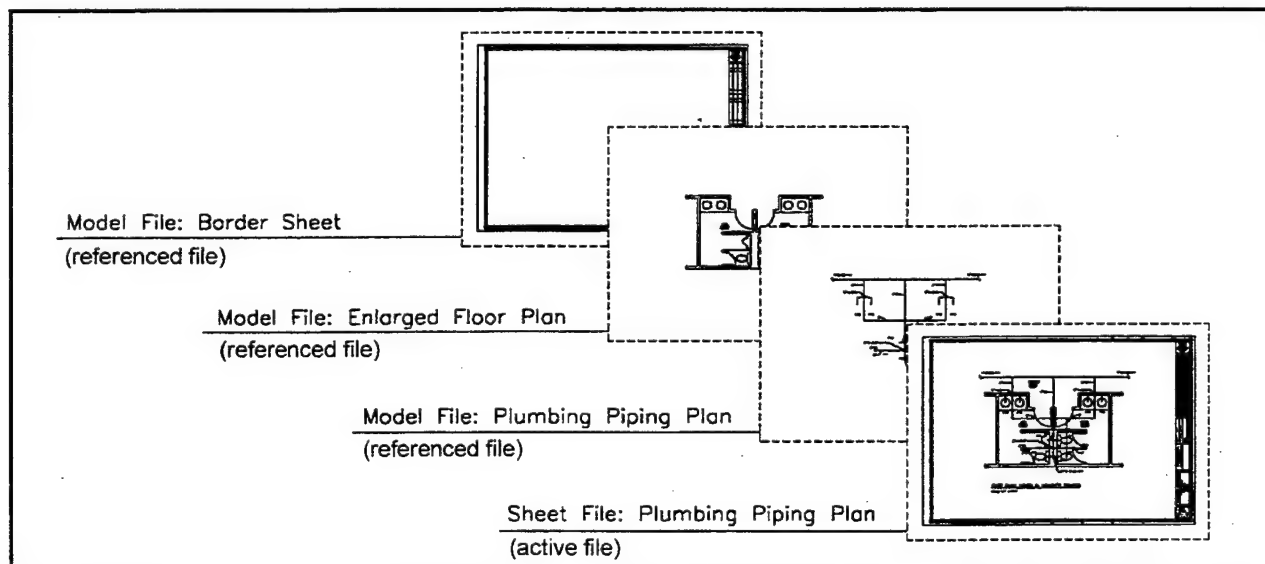 Model File: Border Sheet
(referenced file)
Model File: Enlarged Floor Plan
(referenced file)
Model File: Plumbing Piping Plan
(referenced file)
Sheet File: Plumbing Piping Plan
(active file)